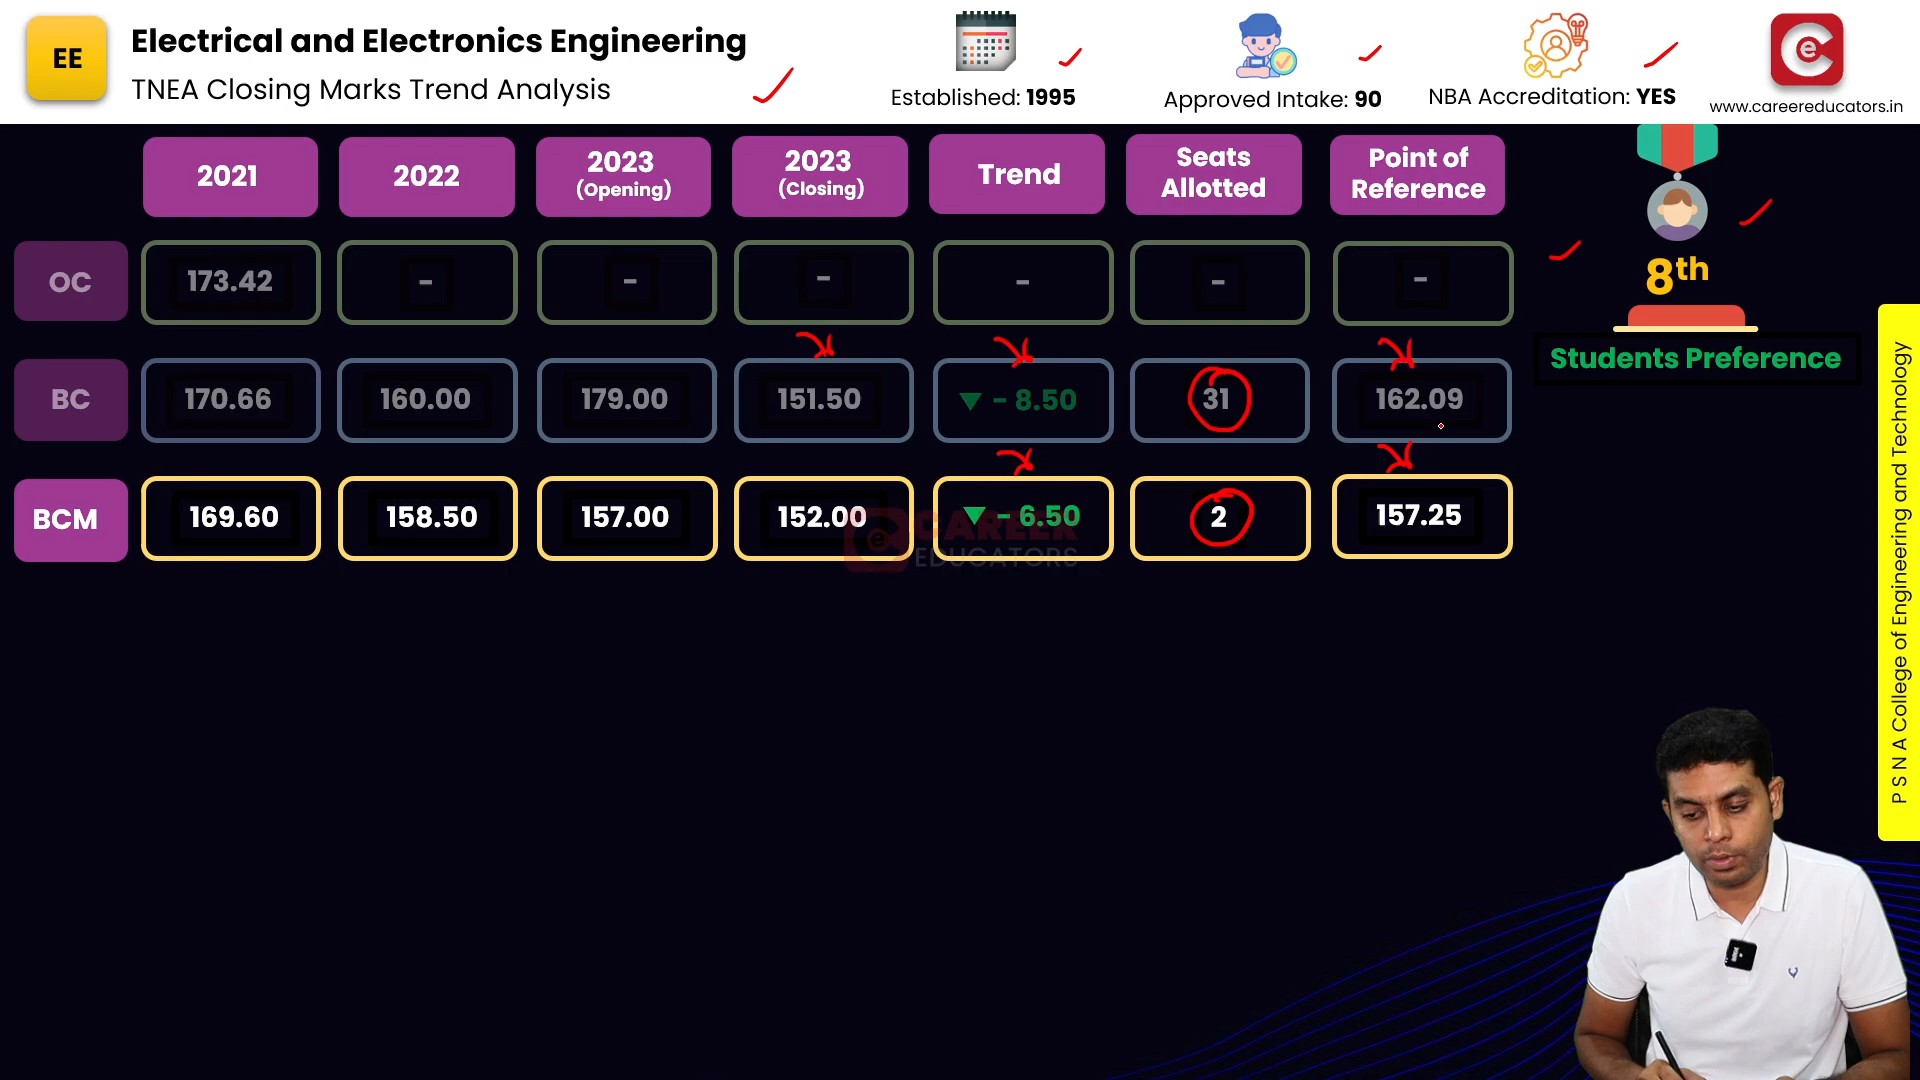 EE
Electrical and Electronics Engineering
TNEA Closing Marks Trend Analysis
Established: 1995
Approved Intake: 90
NBA Accreditation: YES
e
www.careereducators.in
2021
2022
2023
(Opening)
2023
(Closing)
Trend
Seats
Allotted
Point of
Reference
OC
173.42
-
-
-
-
-
-
8th
Students Preference
BC
170.66
160.00
179.00
151.50
▼ - 8.50
31
162.09
BCM
169.60
158.50
157.00
152.00
▼ - 6.50
2
157.25
e CAREER
EDUCATORS
P S N A College of Engineering and Technology